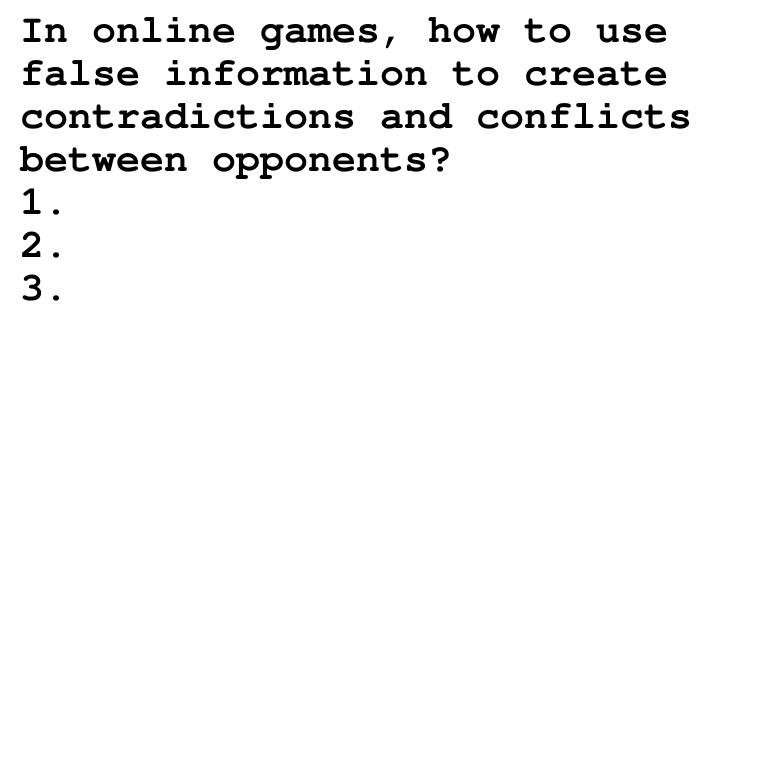 In online games, how to use
false information to create
contradictions and conflicts
between opponents?
1.
2.
3.